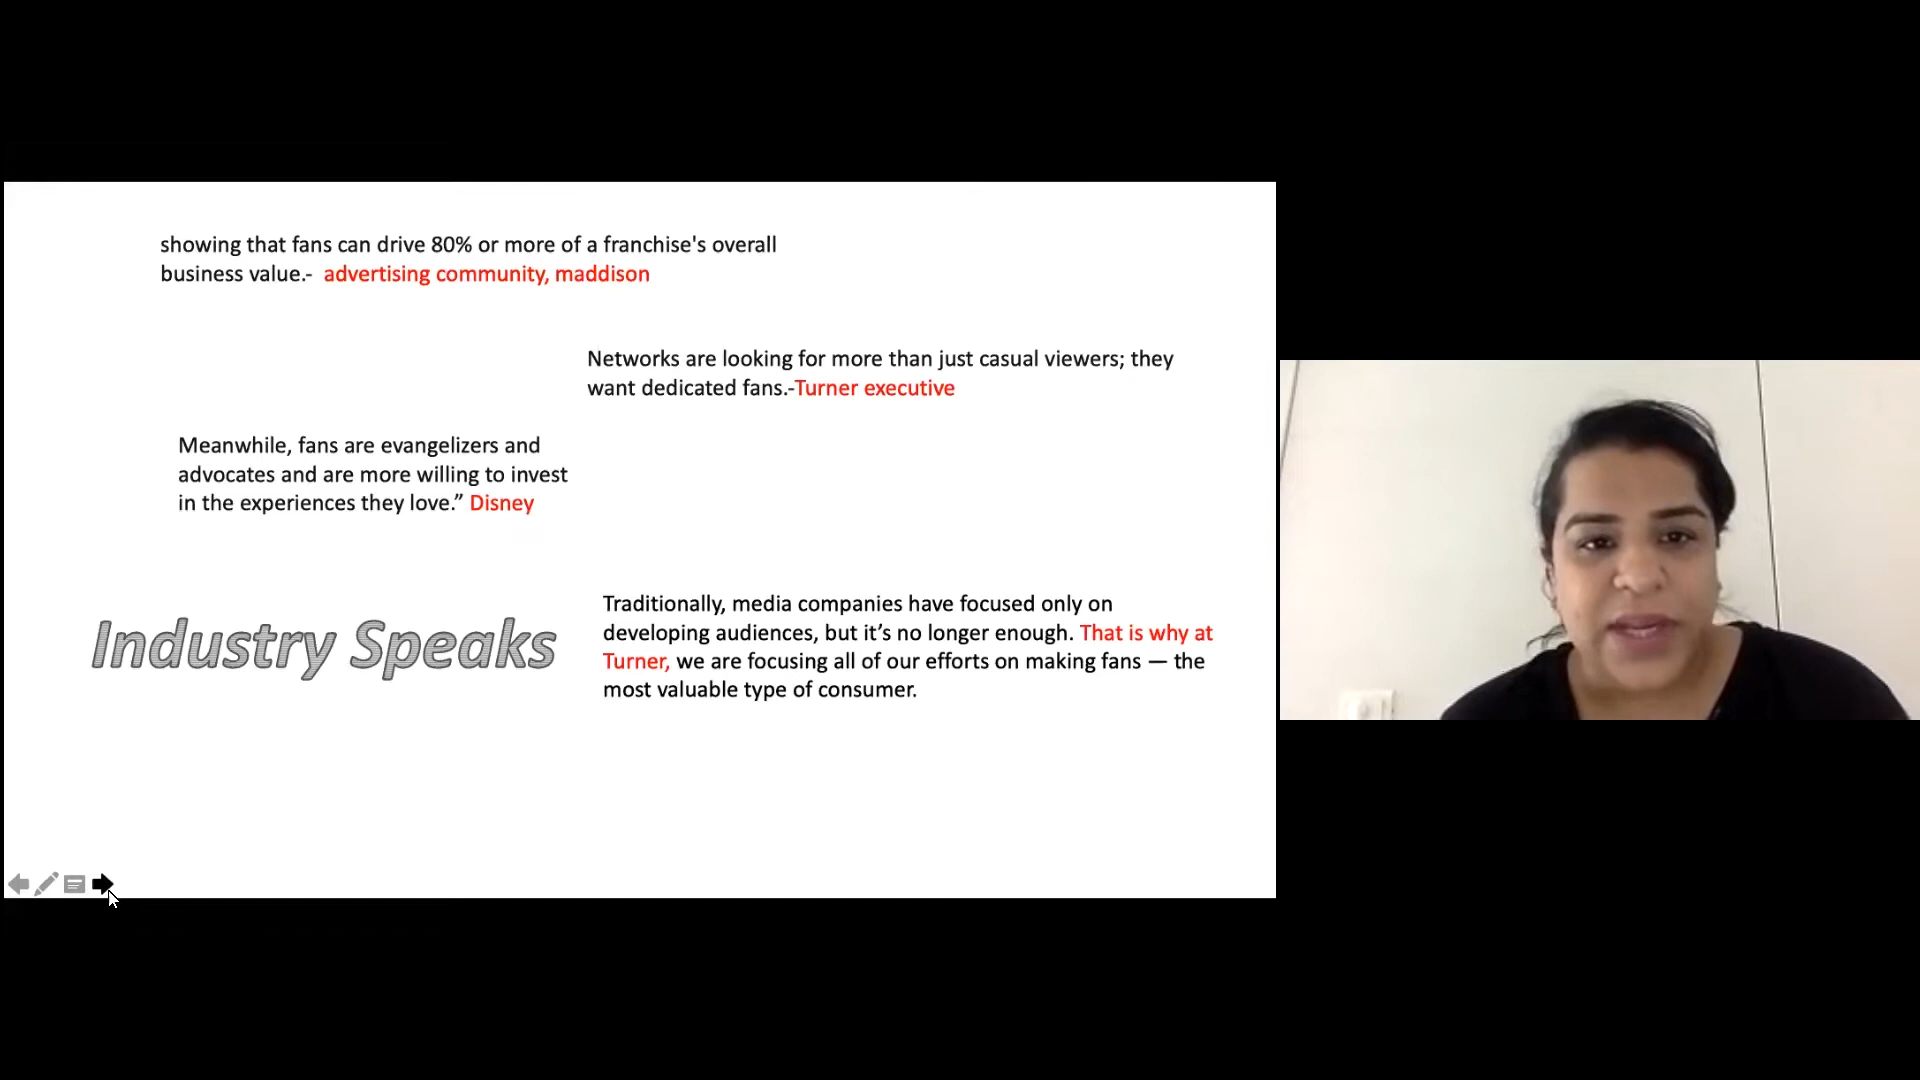 showing that fans can drive 80% or more of a franchise's overall
business value.- advertising community, maddison
Networks are looking for more than just casual viewers; they
want dedicated fans.-Turner executive
Meanwhile, fans are evangelizers and
advocates and are more willing to invest
in the experiences they love.” Disney
Industry Speaks
Traditionally, media companies have focused only on
developing audiences, but it’s no longer enough. That is why at
Turner, we are focusing all of our efforts on making fans — the
most valuable type of consumer.